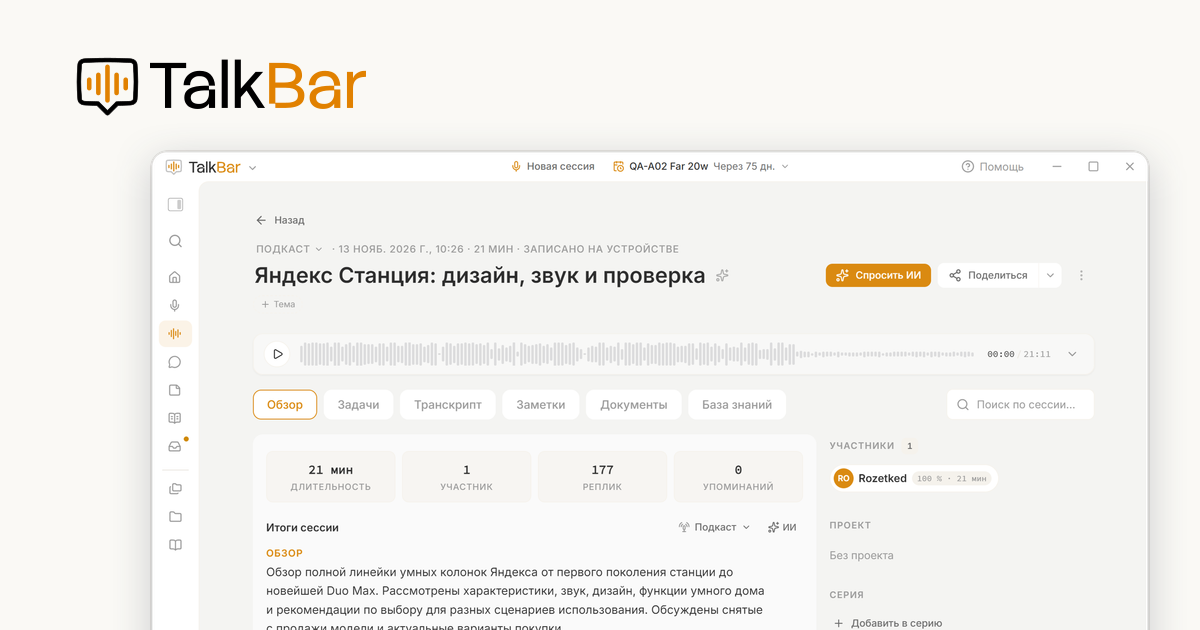 TalkBar
TalkBar
Новая сессия
QA-A02 Far 20w Через 75 дн.
Помощь
Назад
ПОДКАСТ · 13 НОЯБ. 2026 Г., 10:26 · 21 МИН · ЗАПИСАНО НА УСТРОЙСТВЕ
Яндекс Станция: дизайн, звук и проверка
Спросить ИИ
Поделиться
+ Тема
00:00 / 21:11
Обзор
Задачи
Транскрипт
Заметки
Документы
База знаний
Поиск по сессии...
21 мин
ДЛИТЕЛЬНОСТЬ
1
УЧАСТНИК
177
РЕПЛИК
0
УПОМИНАНИЙ
Итоги сессии
Подкаст
ИИ
ОБЗОР
Обзор полной линейки умных колонок Яндекса от первого поколения станции до
новейшей Duo Max. Рассмотрены характеристики, звук, дизайн, функции умного дома
и рекомендации по выбору для разных сценариев использования. Обсуждены снятые
с продажи модели и актуальные варианты покупки.
УЧАСТНИКИ 1
RO Rozetked 100 % · 21 мин
ПРОЕКТ
Без проекта
СЕРИЯ
+ Добавить в серию